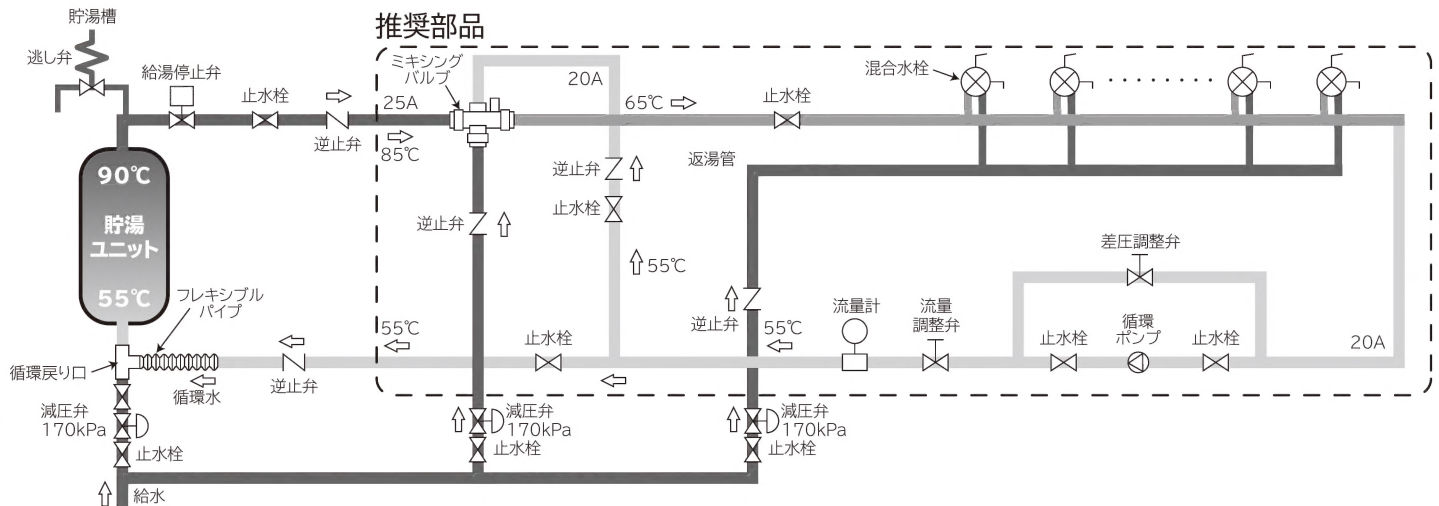 推奨部品
貯湯槽
逃し弁
給湯停止弁
止水栓
逆止弁
25A
85℃
ミキシング
バルブ
20A
65℃
止水栓
混合水栓
90℃
貯湯
ユニット
55℃
逆止弁
逆止弁
止水栓
55℃
返湯管
差圧調整弁
フレキシブル
パイプ
55℃
止水栓
逆止弁
55℃
流量計
流量
調整弁
止水栓
循環
ポンプ
止水栓
20A
循環戻り口
循環水
逆止弁
減圧弁
170kPa
止水栓
減圧弁
170kPa
止水栓
減圧弁
170kPa
止水栓
給水